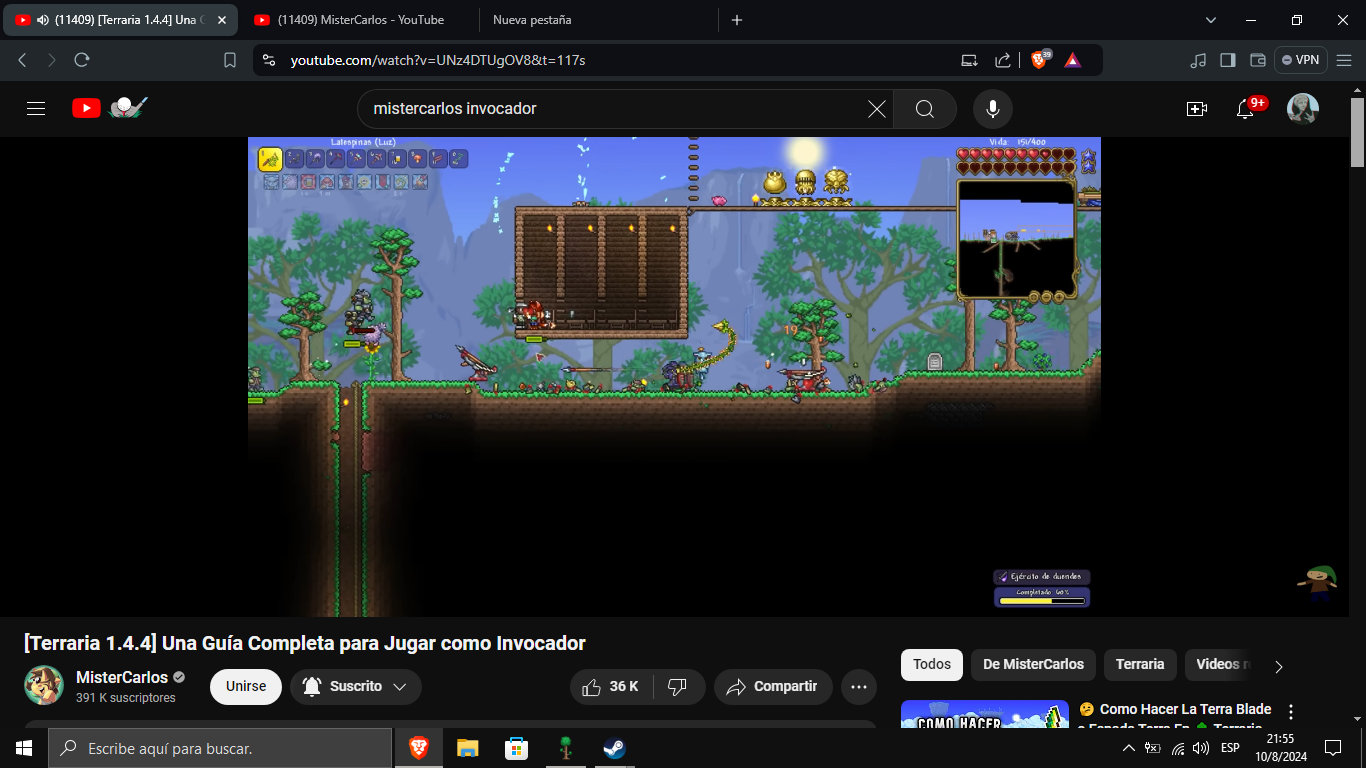 (11409) [Terraria 1.4.4] Una G
(11409) MisterCarlos - YouTube
Nueva pestaña
youtube.com/watch?v=UNz4DTUgOV8&t=117s
39
VPN
mistercarlos invocador
9+
Latespinas (Luz)
Vida: 151/400
19
Ejército de duendes
Completado: 60%
[Terraria 1.4.4] Una Guía Completa para Jugar como Invocador
MisterCarlos
391 K suscriptores
Unirse
Suscrito
36 K
Compartir
Todos
De MisterCarlos
Terraria
Videos r
COMO HACER
🤔 Como Hacer La Terra Blade
o Espada Terra En 🌳 Terraria
Escribe aquí para buscar.
ESP
21:55
10/8/2024